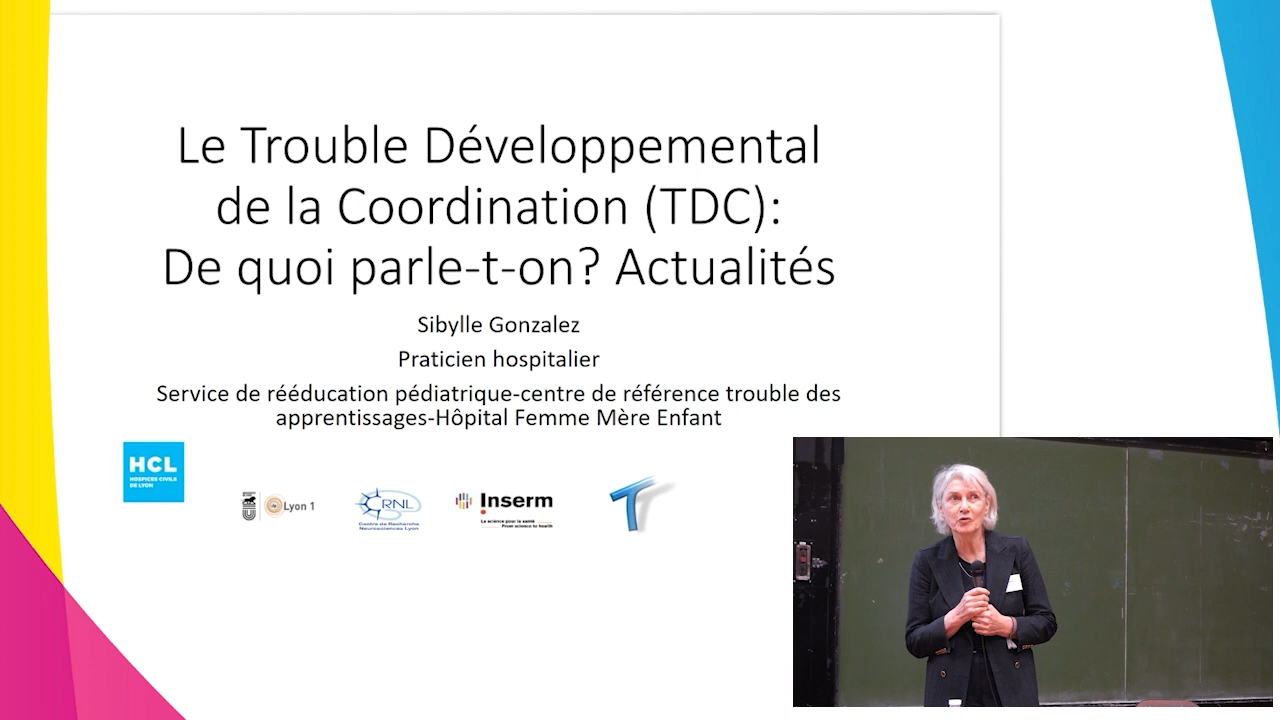 Le Trouble Développemental
de la Coordination (TDC):
De quoi parle-t-on? Actualités
Sibylle Gonzalez
Praticien hospitalier
Service de rééducation pédiatrique-centre de référence trouble des
apprentissages-Hôpital Femme Mère Enfant
HCL
HOSPICES CIVILS
DE LYON
Lyon 1
CRNL
Centre de Recherche
Neurosciences Lyon
Inserm
La science pour la santé
From science to health